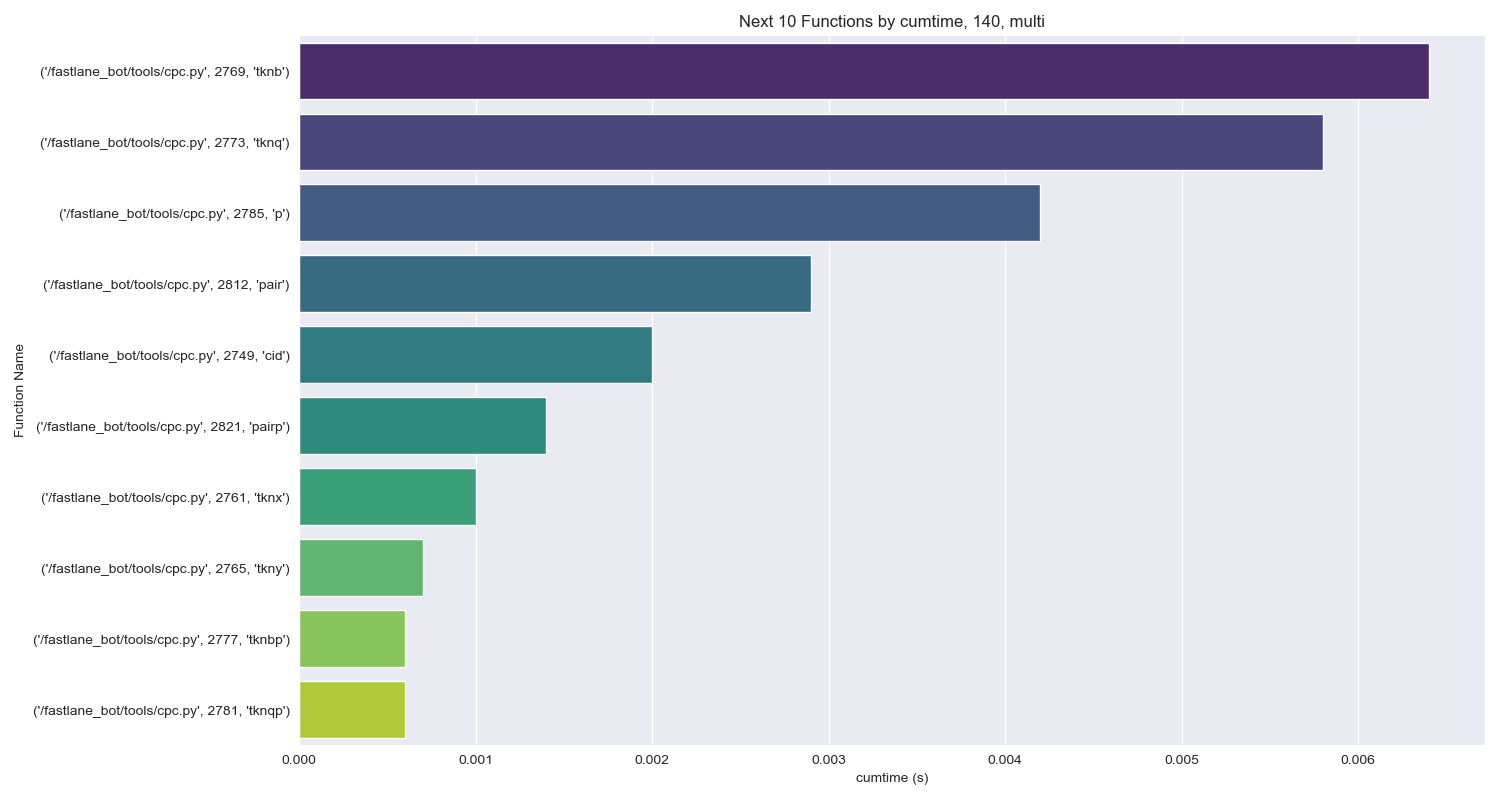 Next 10 Functions by cumtime, 140, multi
Function Name
('/fastlane_bot/tools/cpc.py', 2769, 'tknb')
('/fastlane_bot/tools/cpc.py', 2773, 'tknq')
('/fastlane_bot/tools/cpc.py', 2785, 'p')
('/fastlane_bot/tools/cpc.py', 2812, 'pair')
('/fastlane_bot/tools/cpc.py', 2749, 'cid')
('/fastlane_bot/tools/cpc.py', 2821, 'pairp')
('/fastlane_bot/tools/cpc.py', 2761, 'tknx')
('/fastlane_bot/tools/cpc.py', 2765, 'tkny')
('/fastlane_bot/tools/cpc.py', 2777, 'tknbp')
('/fastlane_bot/tools/cpc.py', 2781, 'tknqp')
0.000 0.001 0.002 0.003 0.004 0.005 0.006
cumtime (s)